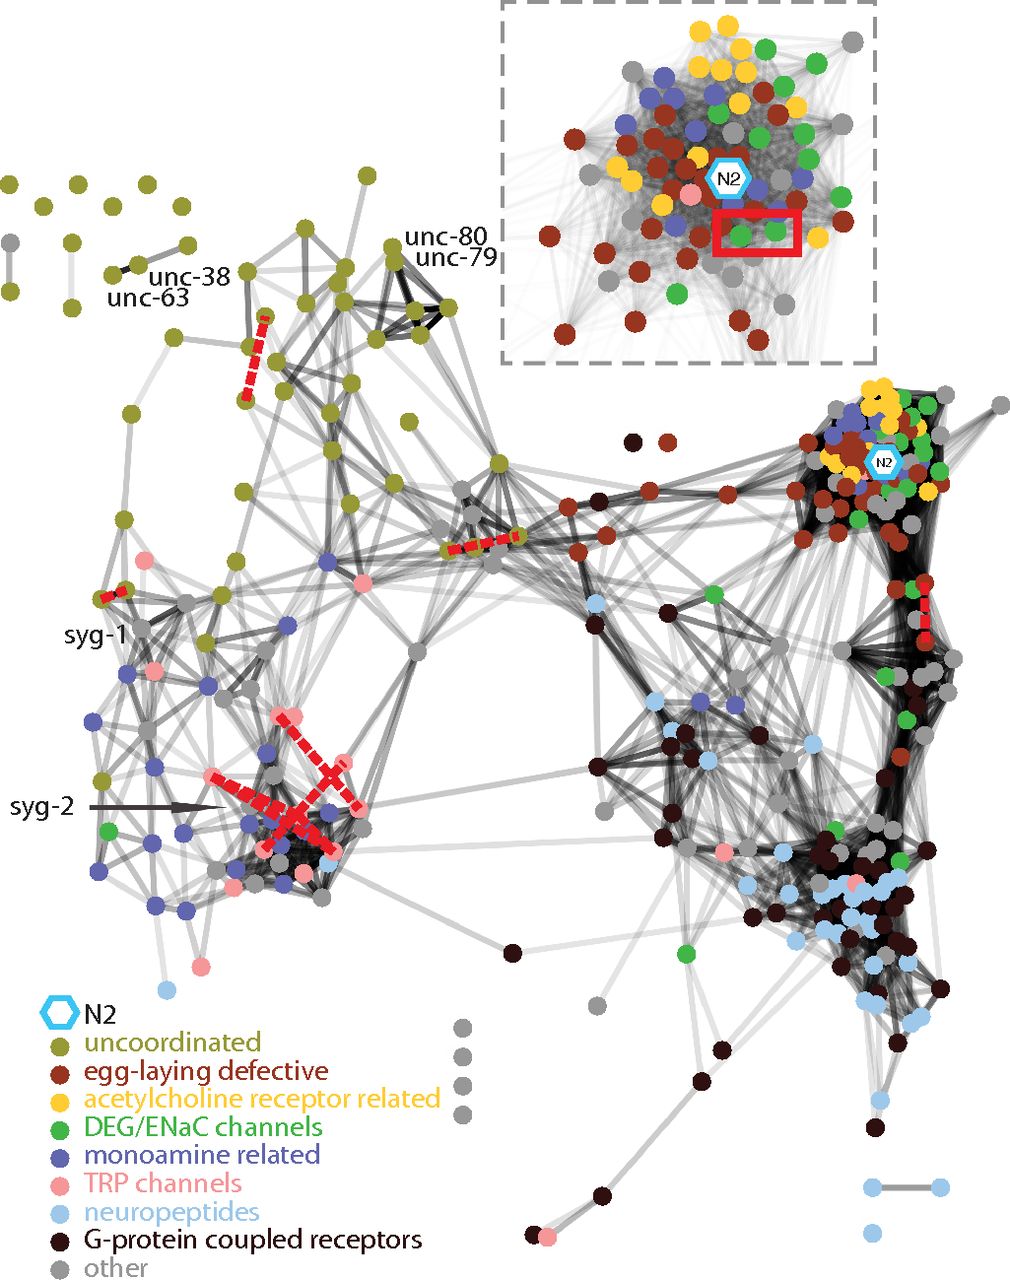 N2
unc-80
unc-79
unc-38
unc-63
N2
syg-1
syg-2
N2
uncoordinated
egg-laying defective
acetylcholine receptor related
DEG/ENaC channels
monoamine related
TRP channels
neuropeptides
G-protein coupled receptors
other